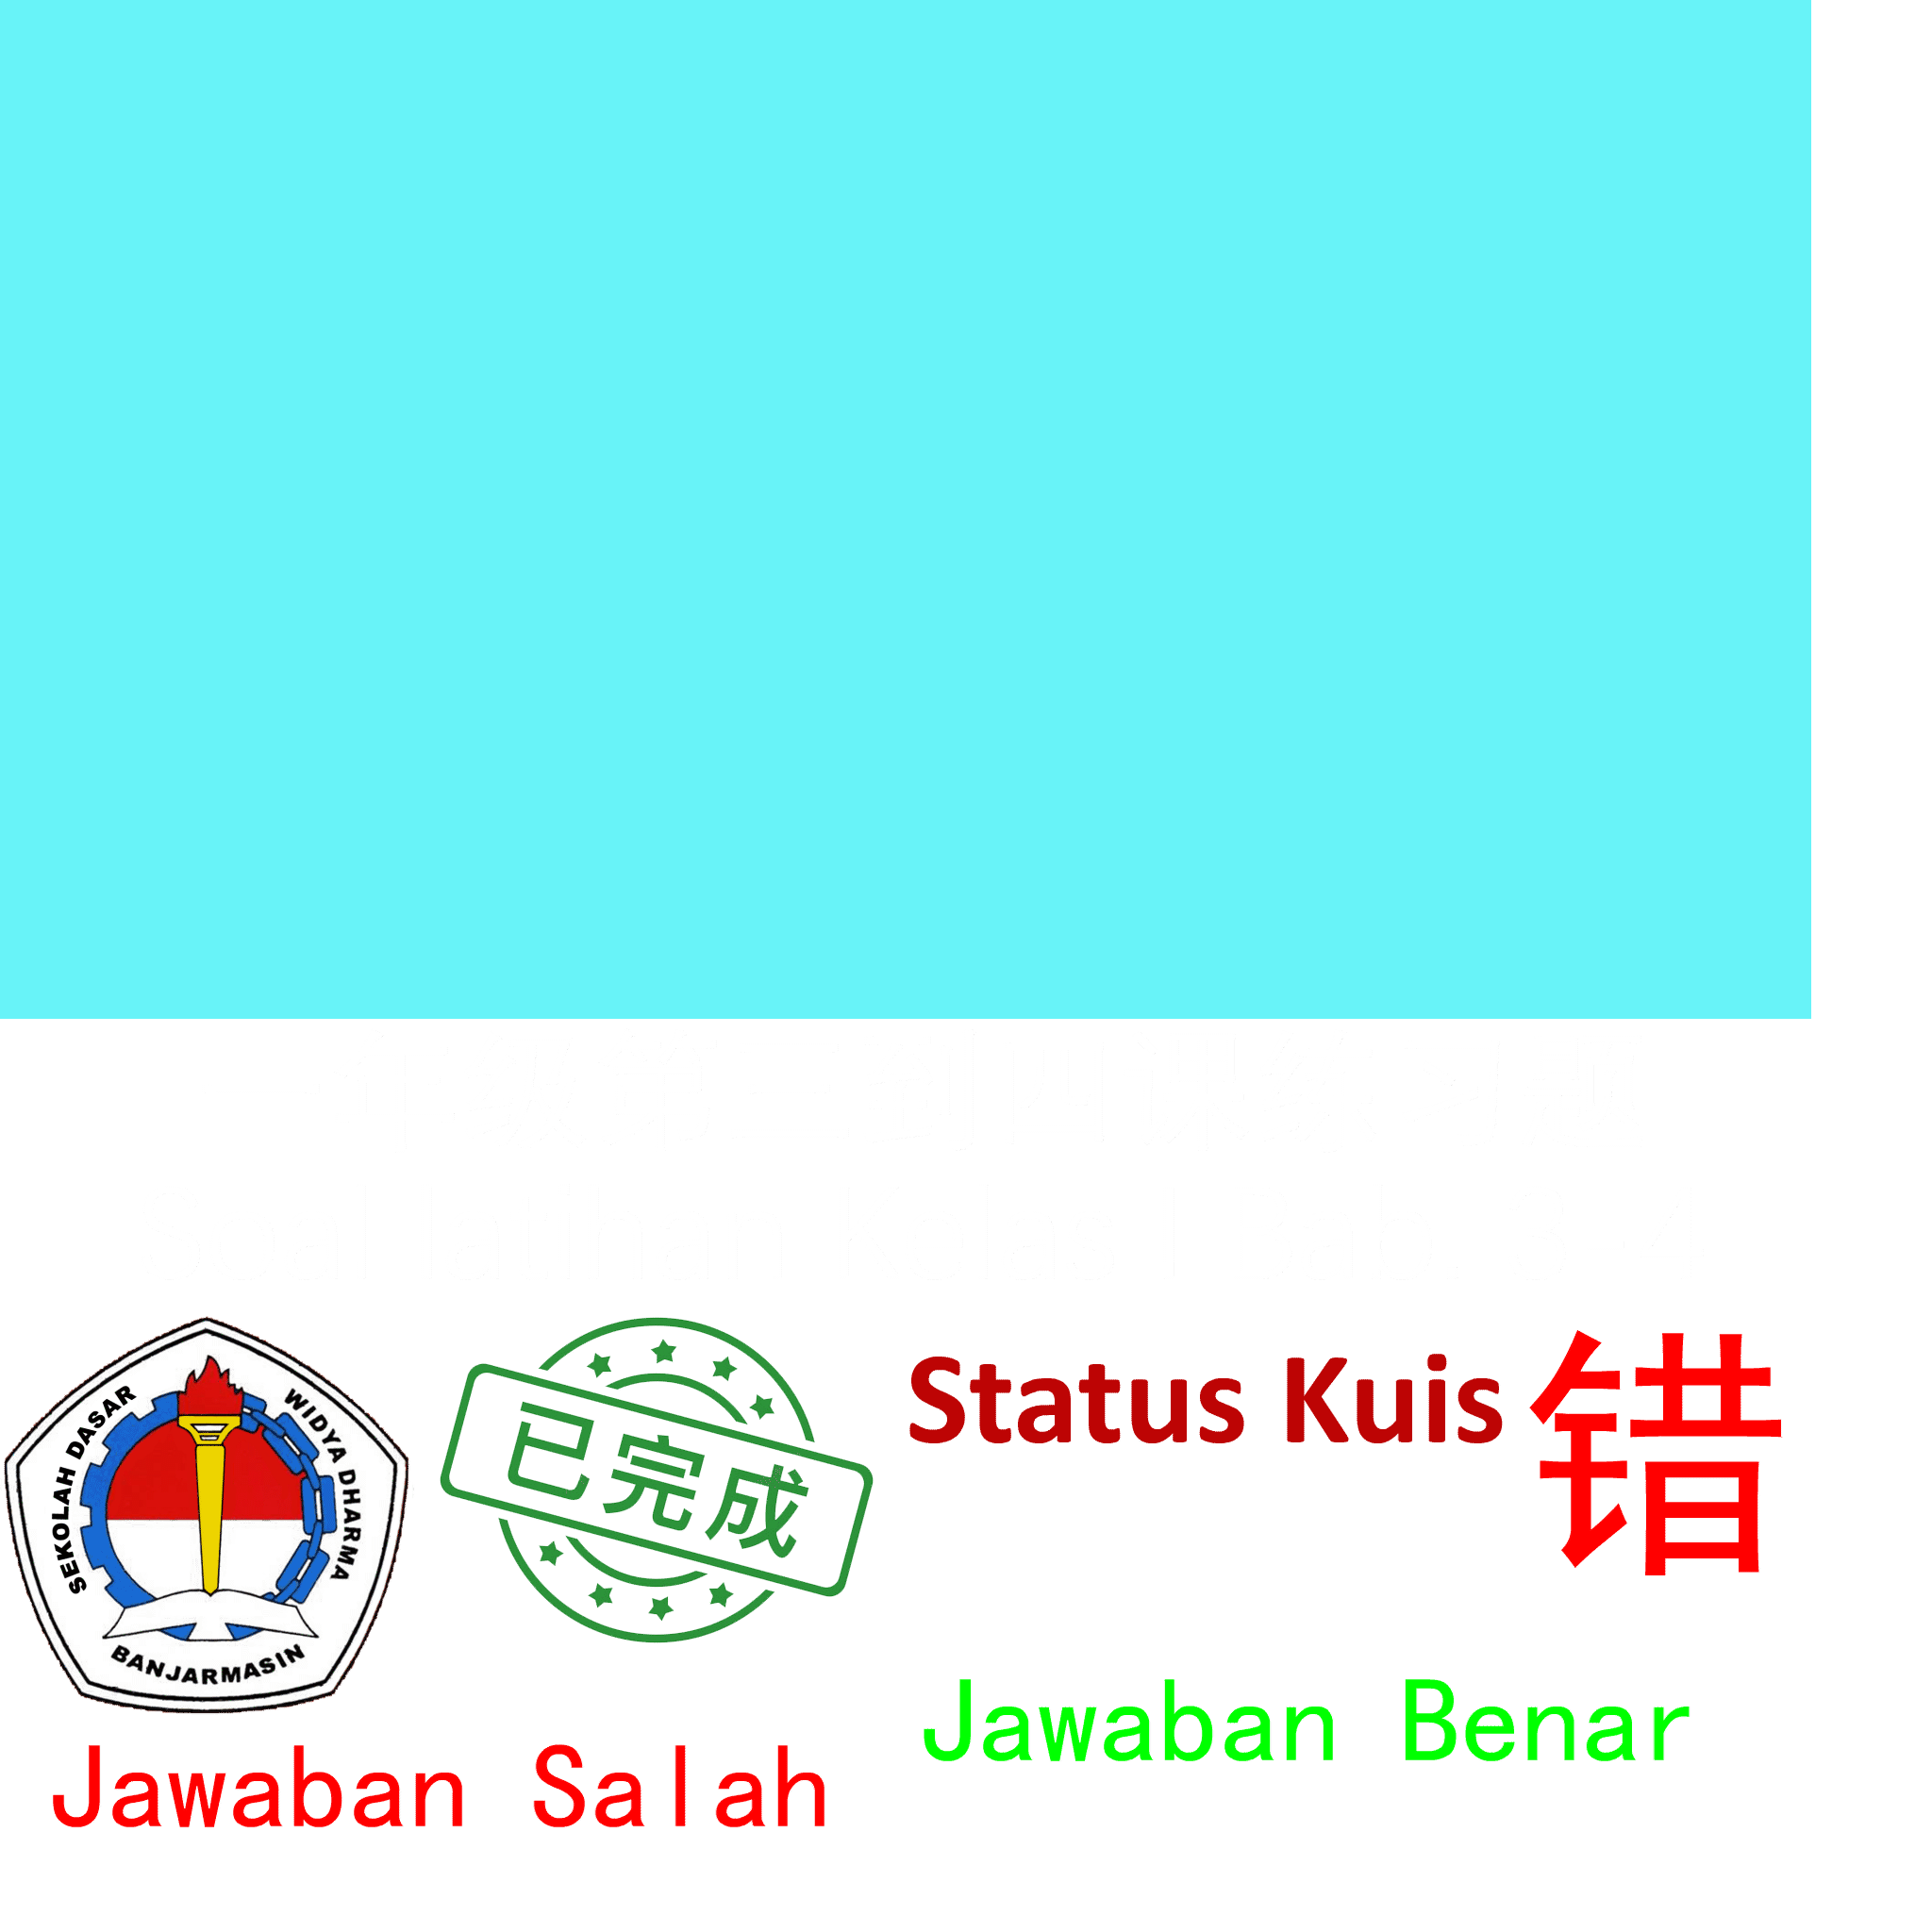 SEKOLAH DASAR WIDYA DHARMA
BANJARMASIN
已完成
Status Kuis
错
Jawaban Benar
Jawaban Salah